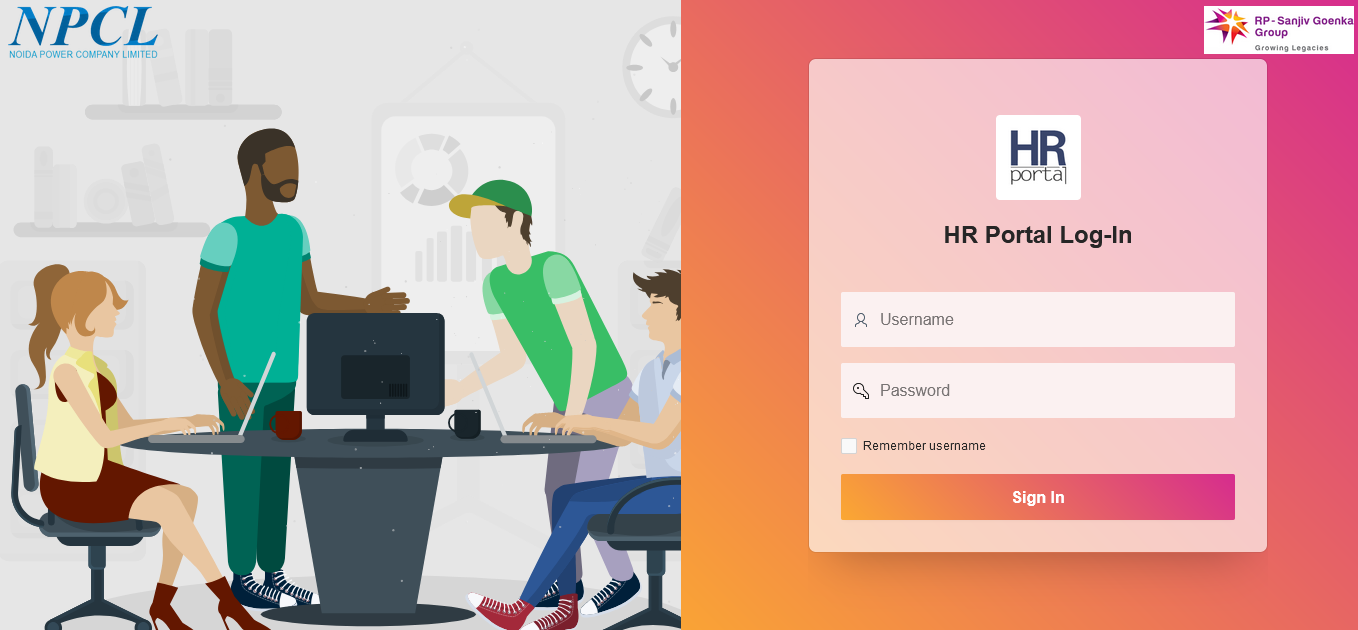 NPCL
NOIDA POWER COMPANY LIMITED
RP - Sanjiv Goenka
Group
Growing Legacies
HR
portal
HR Portal Log-In
Username
Password
Remember username
Sign In